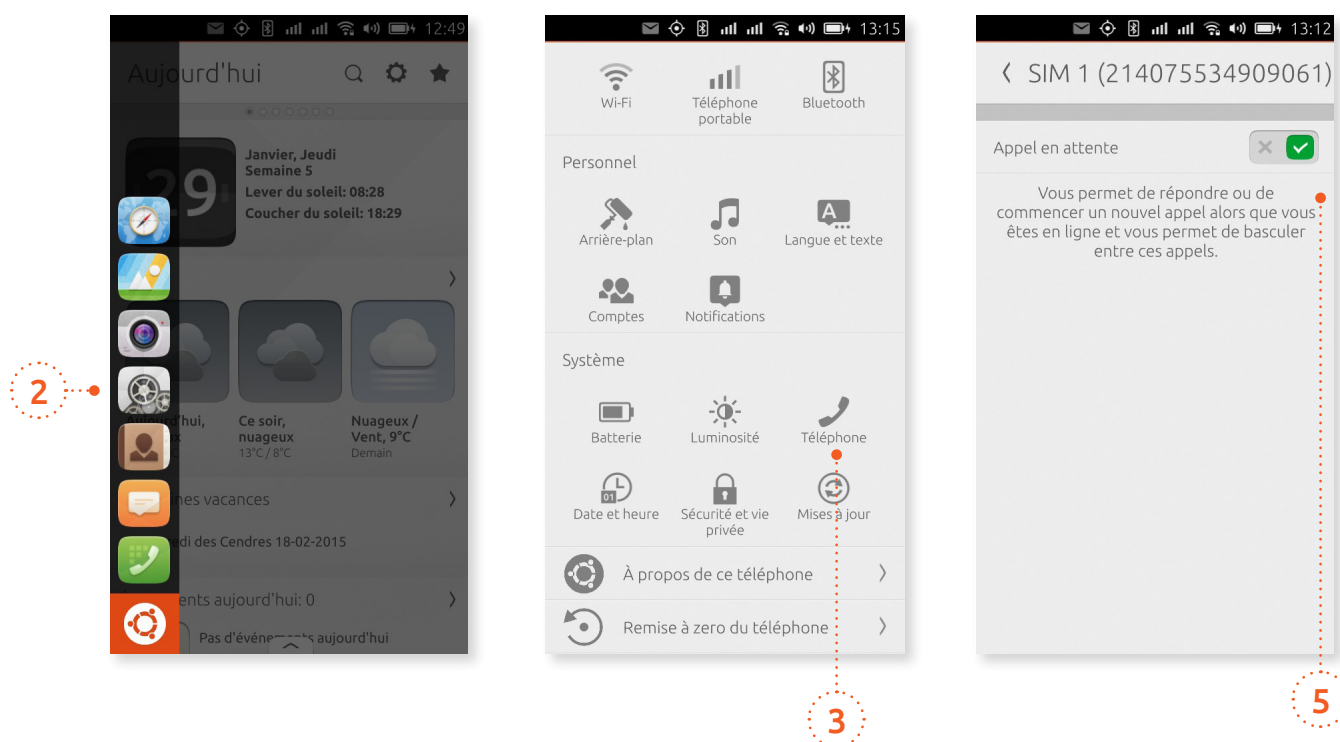 12:49
Aujourd'hui
29
Janvier, Jeudi
Semaine 5
Lever du soleil: 08:28
Coucher du soleil: 18:29
d'hui,
13°C / 8°C
Ce soir,
nuageux
Nuageux /
Vent, 9°C
Demain
nes vacances
edi des Cendres 18-02-2015
ents aujourd'hui: 0
Pas d'événements aujourd'hui
2
13:15
Wi-Fi
Téléphone
portable
Bluetooth
Personnel
Arrière-plan
Son
Langue et texte
Comptes
Notifications
Système
Batterie
Luminosité
Téléphone
01
Date et heure
Sécurité et vie
privée
Mises à jour
À propos de ce téléphone
Remise à zero du téléphone
3
13:12
SIM 1 (214075534909061)
Appel en attente
Vous permet de répondre ou de
commencer un nouvel appel alors que vous
êtes en ligne et vous permet de basculer
entre ces appels.
5